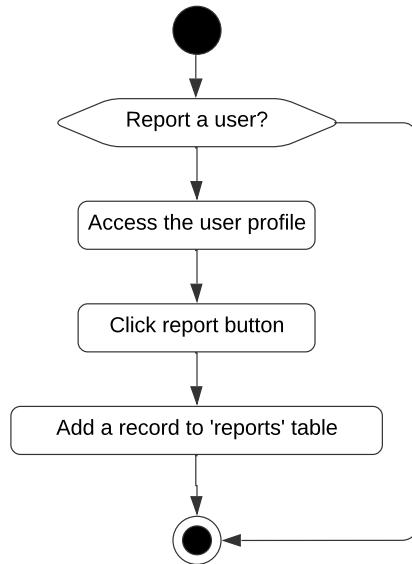 Report a user?
Access the user profile
Click report button
Add a record to 'reports' table